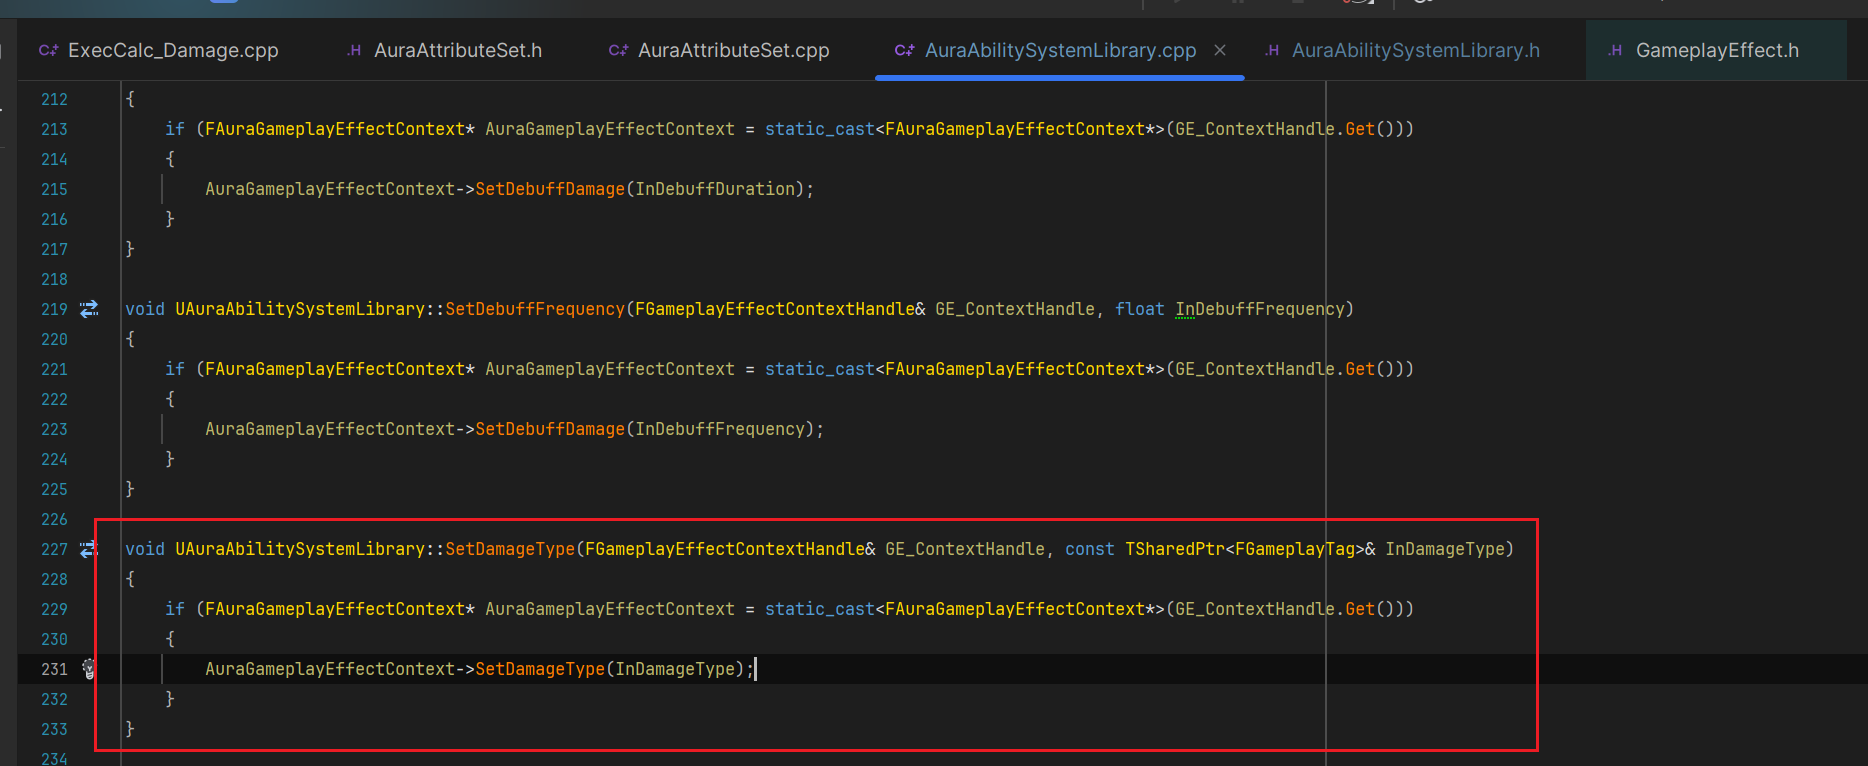 ExecCalc_Damage.cpp .H AuraAttributeSet.h AuraAttributeSet.cpp AuraAbilitySystemLibrary.cpp × .H AuraAbilitySystemLibrary.h .H GameplayEffect.h
212 {
213 if (FAuraGameplayEffectContext* AuraGameplayEffectContext = static_cast<FAuraGameplayEffectContext*>(GE_ContextHandle.Get()))
214 {
215 AuraGameplayEffectContext->SetDebuffDamage(InDebuffDuration);
216 }
217 }
218
219 void UAuraAbilitySystemLibrary::SetDebuffFrequency(FGameplayEffectContextHandle& GE_ContextHandle, float InDebuffFrequency)
220 {
221 if (FAuraGameplayEffectContext* AuraGameplayEffectContext = static_cast<FAuraGameplayEffectContext*>(GE_ContextHandle.Get()))
222 {
223 AuraGameplayEffectContext->SetDebuffDamage(InDebuffFrequency);
224 }
225 }
226
227 void UAuraAbilitySystemLibrary::SetDamageType(FGameplayEffectContextHandle& GE_ContextHandle, const TSharedPtr<FGameplayTag>& InDamageType)
228 {
229 if (FAuraGameplayEffectContext* AuraGameplayEffectContext = static_cast<FAuraGameplayEffectContext*>(GE_ContextHandle.Get()))
230 {
231 AuraGameplayEffectContext->SetDamageType(InDamageType);
232 }
233 }
234